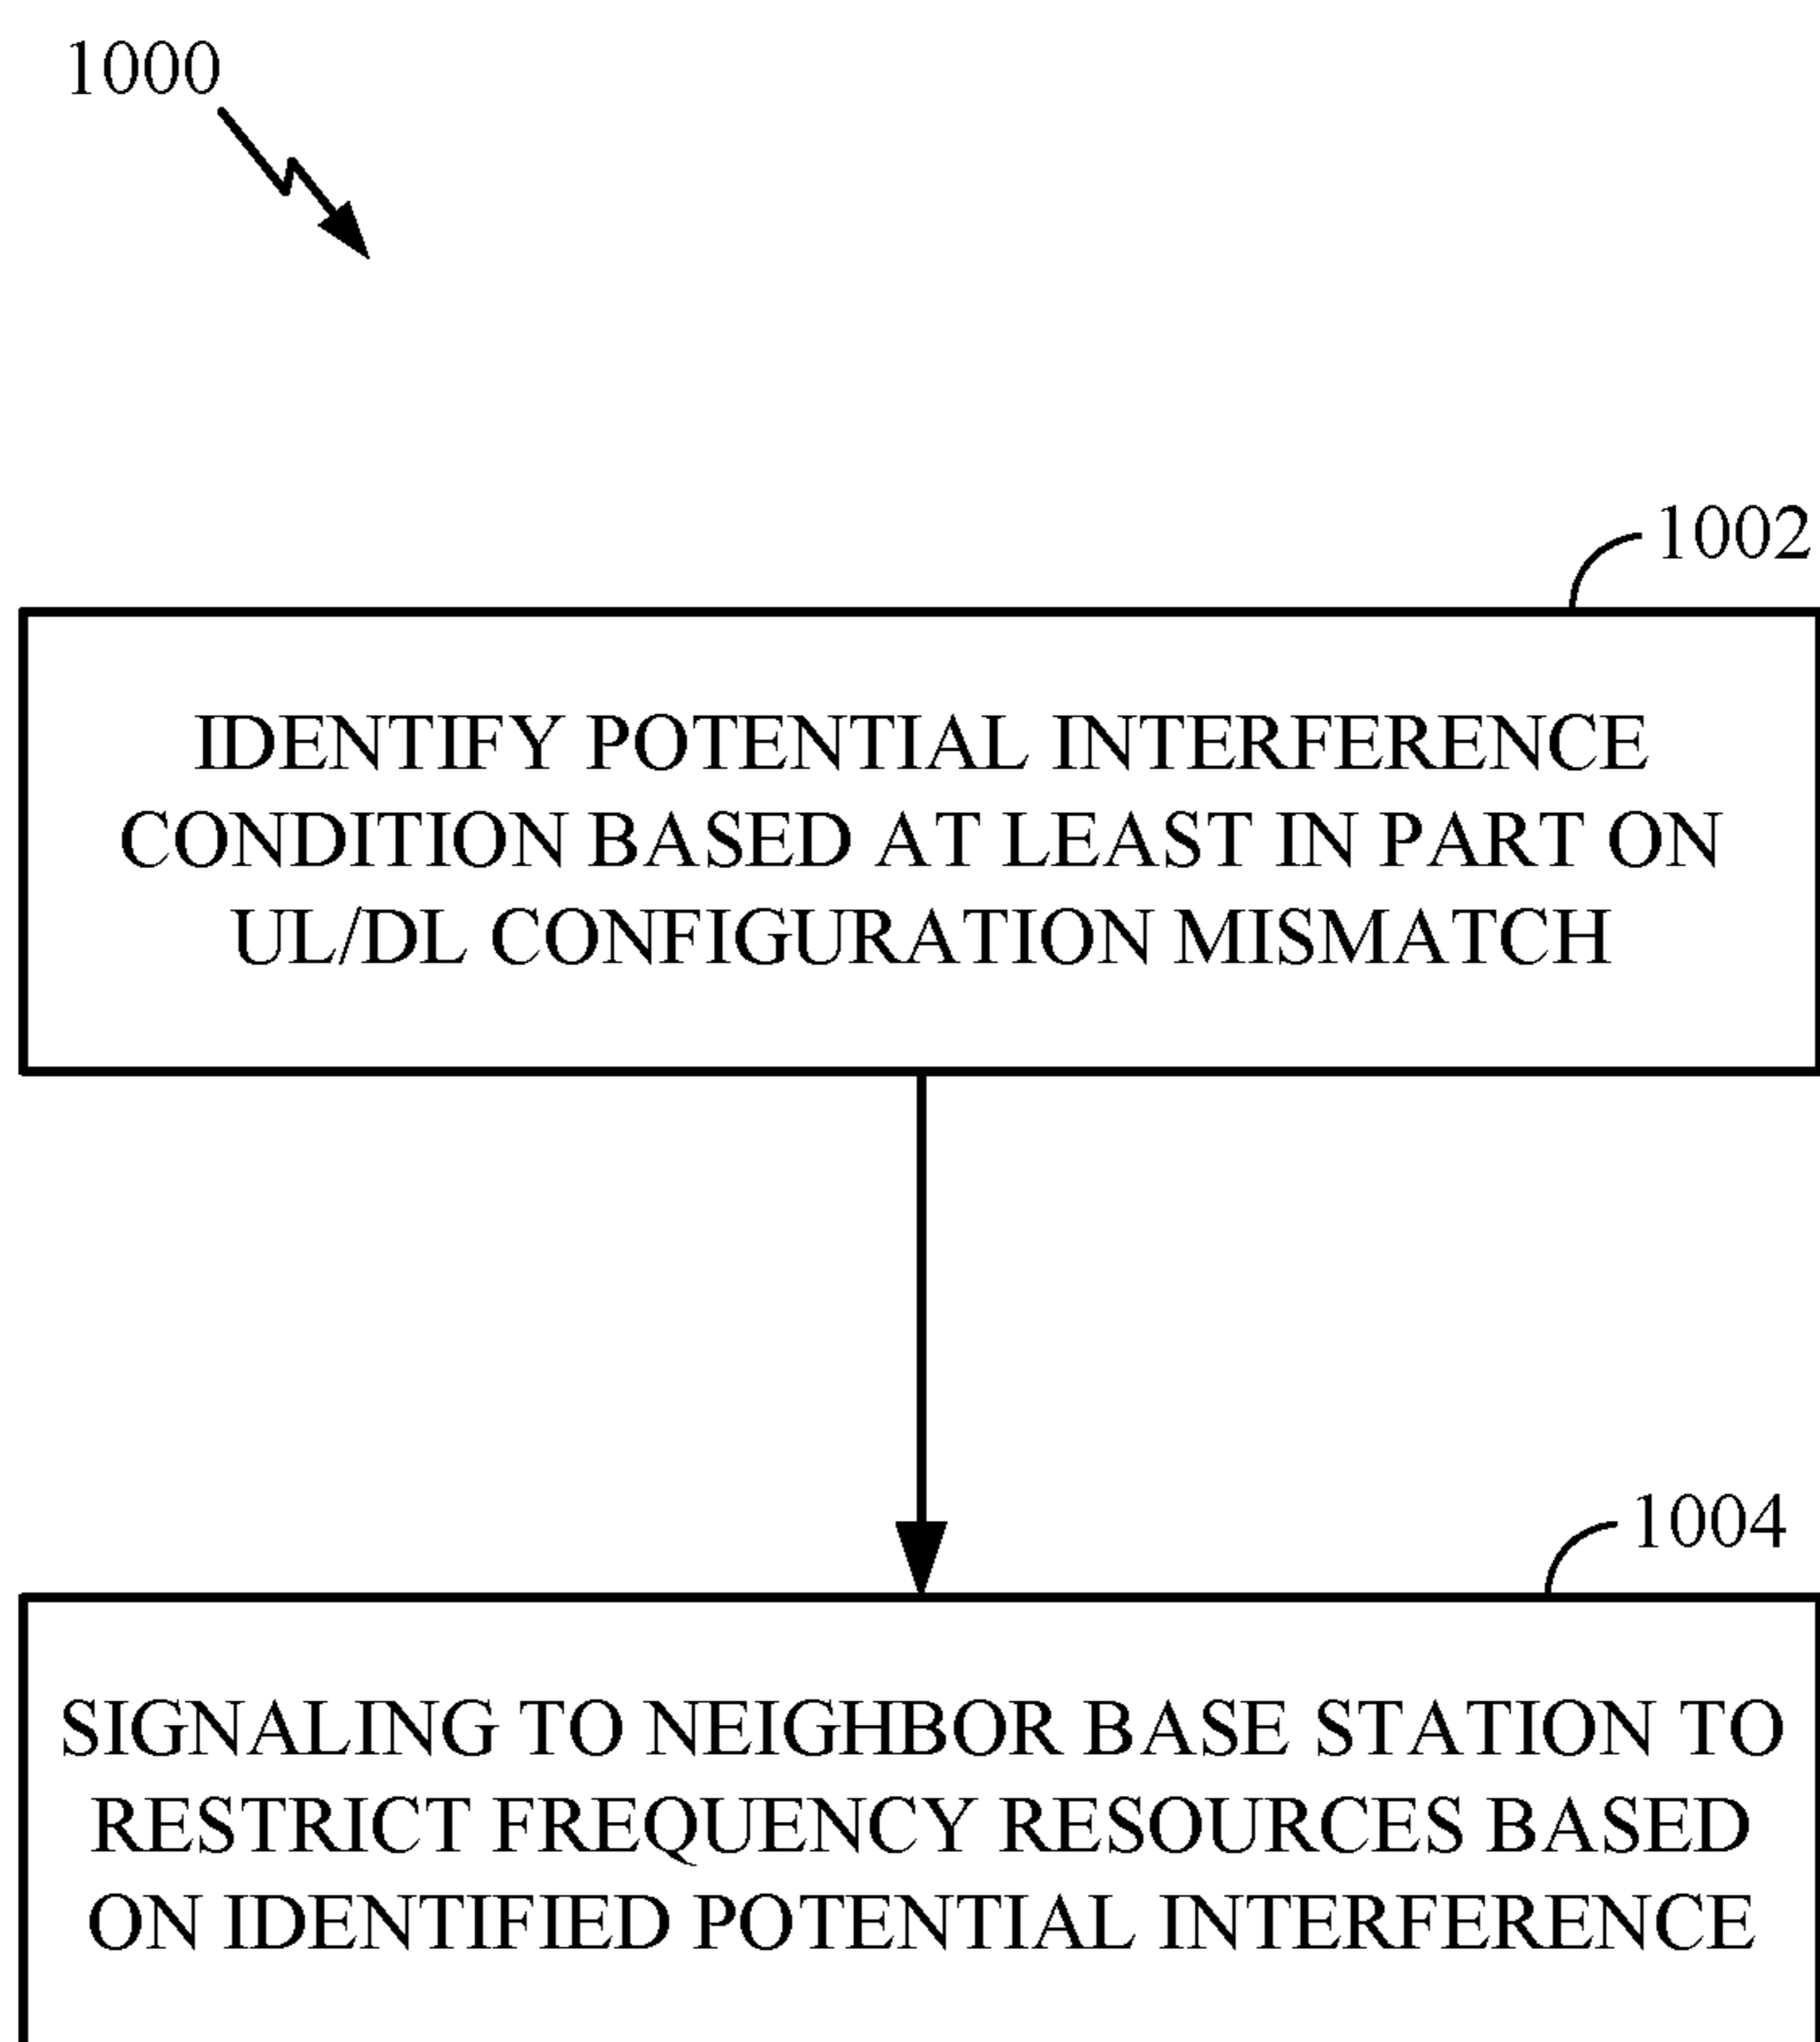 1000
1002
IDENTIFY POTENTIAL INTERFERENCE
CONDITION BASED AT LEAST IN PART ON
UL/DL CONFIGURATION MISMATCH
1004
SIGNALING TO NEIGHBOR BASE STATION TO
RESTRICT FREQUENCY RESOURCES BASED
ON IDENTIFIED POTENTIAL INTERFERENCE